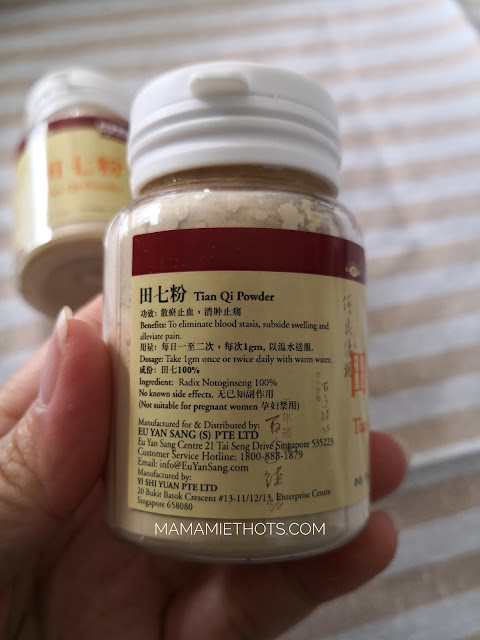 田七粉 Tian Qi Powder
功效: 散瘀止血，消肿止痛
Benefits: To eliminate blood stasis, subside swelling and
alleviate pain.
用量: 每日一至二次，每次1gm, 以温水送服.
Dosage: Take 1gm once or twice daily with warm water.
成份: 田七100%
Ingredient: Radix Notoginseng 100%
No known side effects. 无已知副作用
(Not suitable for pregnant women 孕妇禁用)
Manufactured for & Distributed by:
EU YAN SANG (S) PTE LTD
Eu Yan Sang Centre 21 Tai Seng Drive Singapore 535223
Customer Service Hotline: 1800-888-1879
Email: info@EuYanSang.com
Manufactured by:
YI SHI YUAN PTE LTD
20 Bukit Batok Crescent #13-11/12/13, Enterprise Centre
Singapore 658080
田七粉
MAMAMIETHOTS.COM